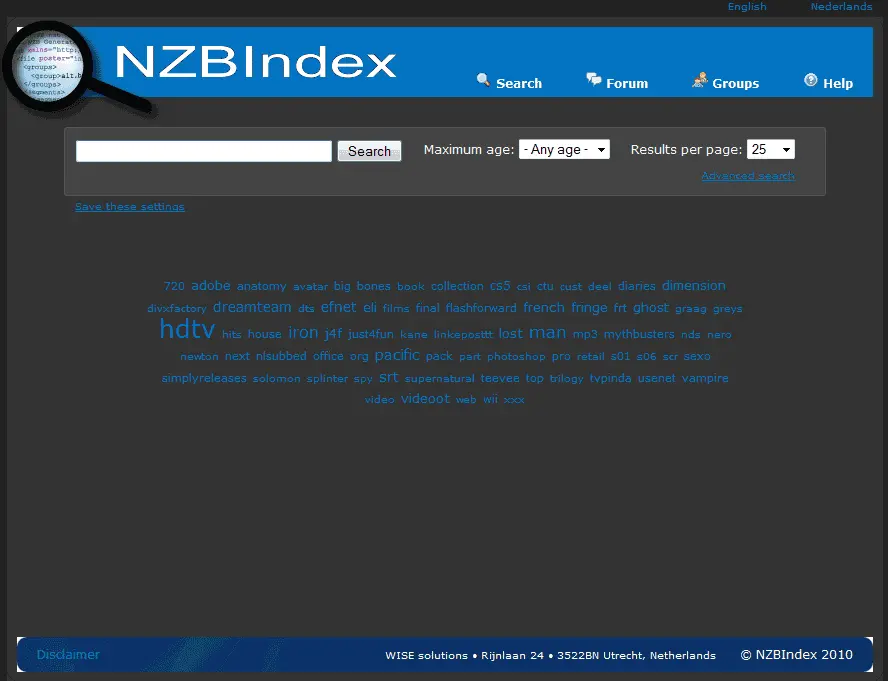 English Nederlands
NZBIndex
Search Forum Groups Help
Search Maximum age: - Any age - Results per page: 25
Advanced search
Save these settings
720 adobe anatomy avatar big bones book collection cs5 csi ctu cust deel diaries dimension
divxfactory dreamteam dts efnet eli films final flashforward french fringe frt ghost graag greys
hdtv hits house iron j4f just4fun kane linkeposttt lost man mp3 mythbusters nds nero
newton next nlsubbed office org pacific pack part photoshop pro retail s01 s06 scr sexo
simplyreleases solomon splinter spy srt supernatural teevee top trilogy tvpinda usenet vampire
video videoot web wii xxx
Disclaimer WISE solutions • Rijnlaan 24 • 3522BN Utrecht, Netherlands © NZBIndex 2010